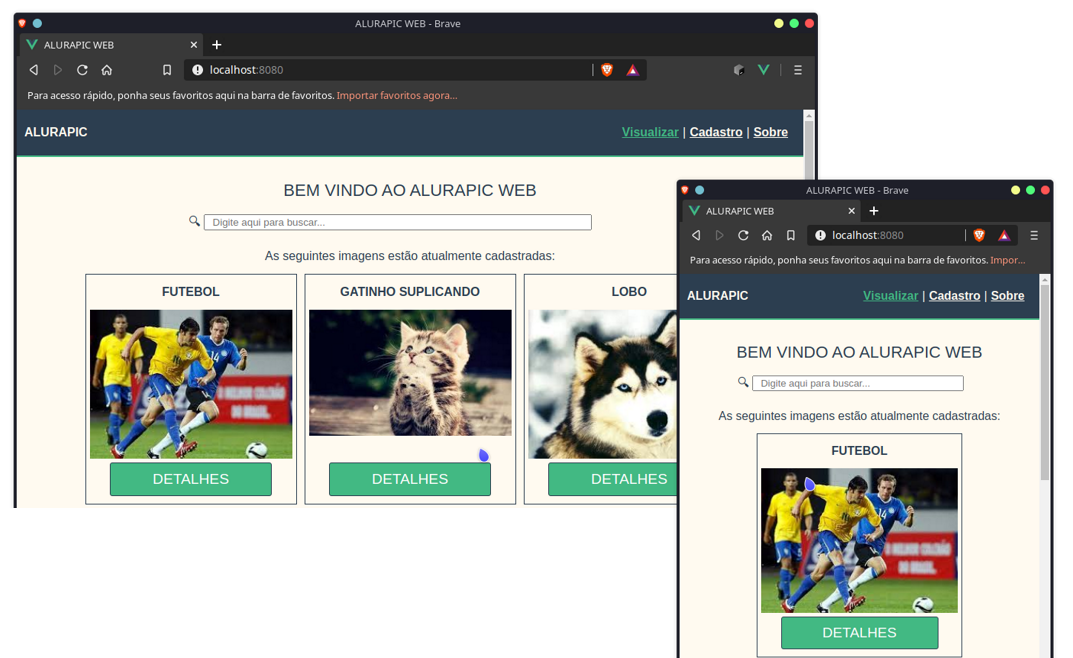 ALURAPIC WEB - Brave
ALURAPIC WEB
localhost:8080
Para acesso rápido, ponha seus favoritos aqui na barra de favoritos. Importar favoritos agora...
ALURAPIC
Visualizar | Cadastro | Sobre
BEM VINDO AO ALURAPIC WEB
Digite aqui para buscar...
As seguintes imagens estão atualmente cadastradas:
FUTEBOL
GATINHO SUPLICANDO
LOBO
DETALHES
DETALHES
DETALHES
ALURAPIC WEB - Brave
ALURAPIC WEB
localhost:8080
Para acesso rápido, ponha seus favoritos aqui na barra de favoritos. Impor...
ALURAPIC
Visualizar | Cadastro | Sobre
BEM VINDO AO ALURAPIC WEB
Digite aqui para buscar...
As seguintes imagens estão atualmente cadastradas:
FUTEBOL
DETALHES